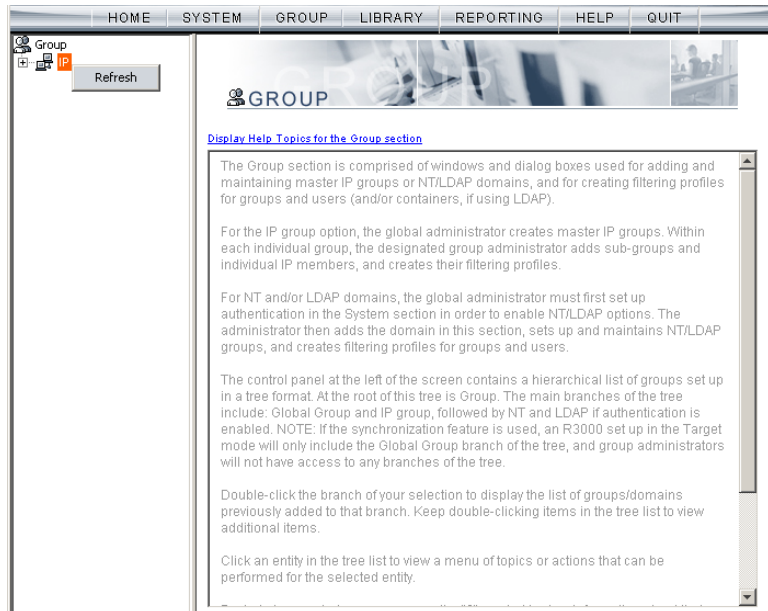 HOME SYSTEM GROUP LIBRARY REPORTING HELP QUIT
Group
IP
Refresh
GROUP
GROUP
Display Help Topics for the Group section
The Group section is comprised of windows and dialog boxes used for adding and
maintaining master IP groups or NT/LDAP domains, and for creating filtering profiles
for groups and users (and/or containers, if using LDAP).
For the IP group option, the global administrator creates master IP groups. Within
each individual group, the designated group administrator adds sub-groups and
individual IP members, and creates their filtering profiles.
For NT and/or LDAP domains, the global administrator must first set up
authentication in the System section in order to enable NT/LDAP options. The
administrator then adds the domain in this section, sets up and maintains NT/LDAP
groups, and creates filtering profiles for groups and users.
The control panel at the left of the screen contains a hierarchical list of groups set up
in a tree format. At the root of this tree is Group. The main branches of the tree
include: Global Group and IP group, followed by NT and LDAP if authentication is
enabled. NOTE: If the synchronization feature is used, an R3000 set up in the Target
mode will only include the Global Group branch of the tree, and group administrators
will not have access to any branches of the tree.
Double-click the branch of your selection to display the list of groups/domains
previously added to that branch. Keep double-clicking items in the tree list to view
additional items.
Click an entity in the tree list to view a menu of topics or actions that can be
performed for the selected entity.